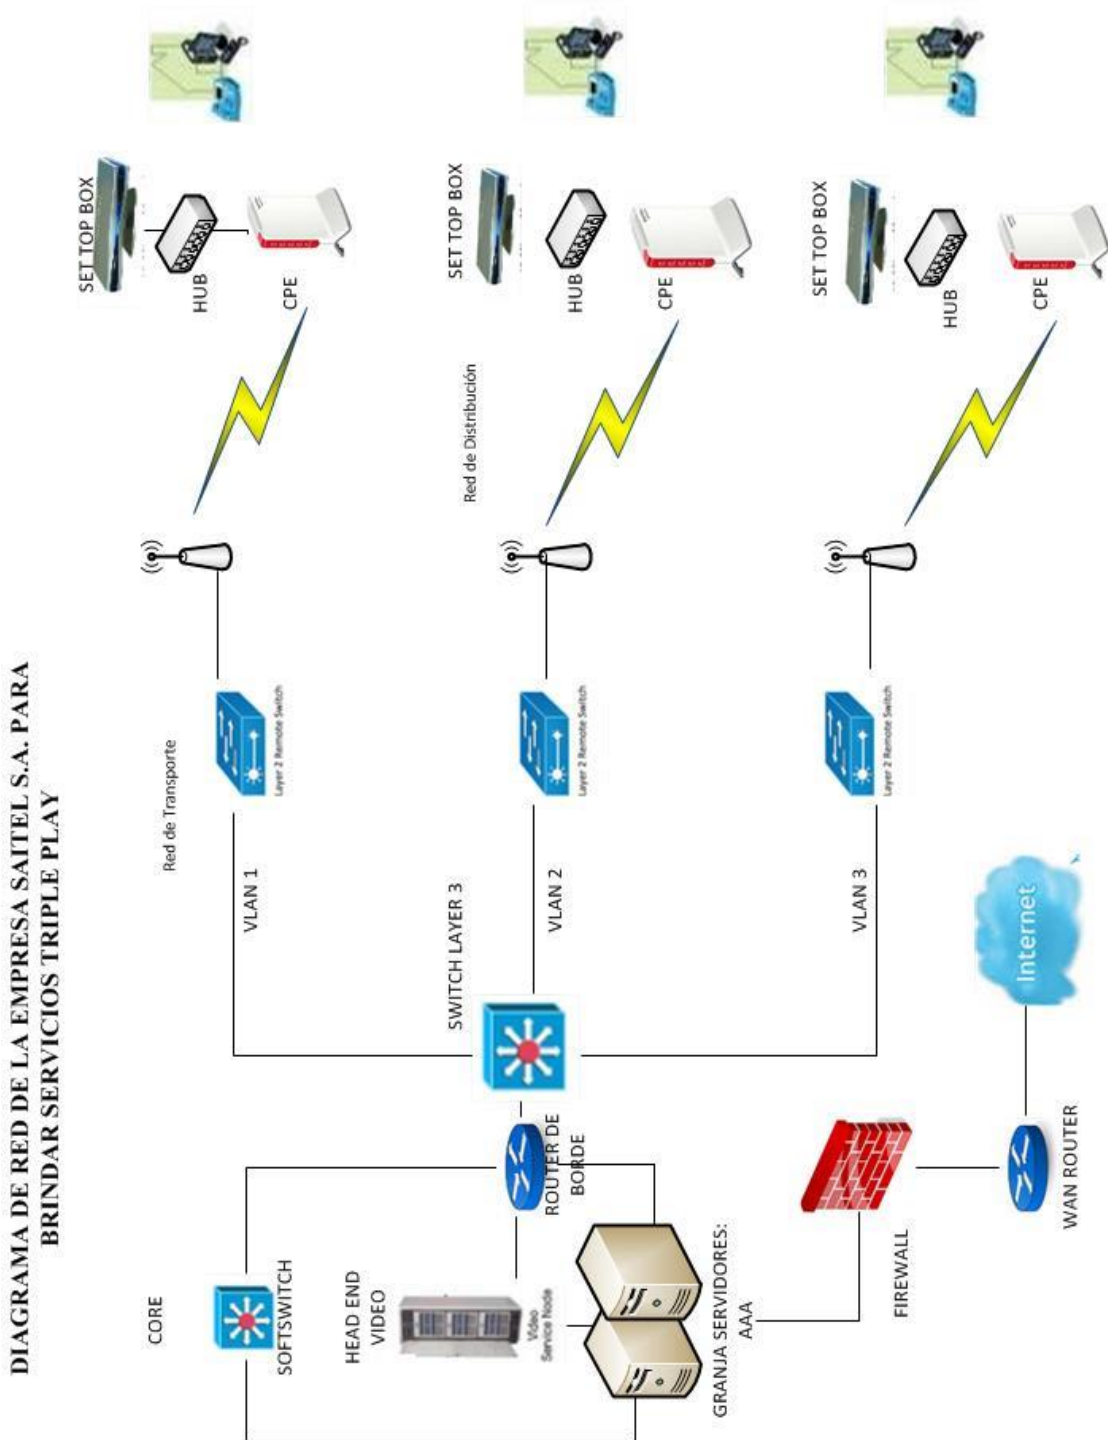 DIAGRAMA DE RED DE LA EMPRESA SAITEL S.A. PARA
BRINDAR SERVICIOS TRIPLE PLAY
CORE
SOFTSWITCH
HEAD END
VIDEO
Video
Service Node
GRANJA SERVIDORES:
AAA
ROUTER DE
BORDE
FIREWALL
WAN ROUTER
Internet
SWITCH LAYER 3
VLAN 1
VLAN 2
VLAN 3
Red de Transporte
Layer 2 Remote Switch
Layer 2 Remote Switch
Layer 2 Remote Switch
Red de Distribución
SET TOP BOX
HUB
CPE
SET TOP BOX
HUB
CPE
SET TOP BOX
HUB
CPE